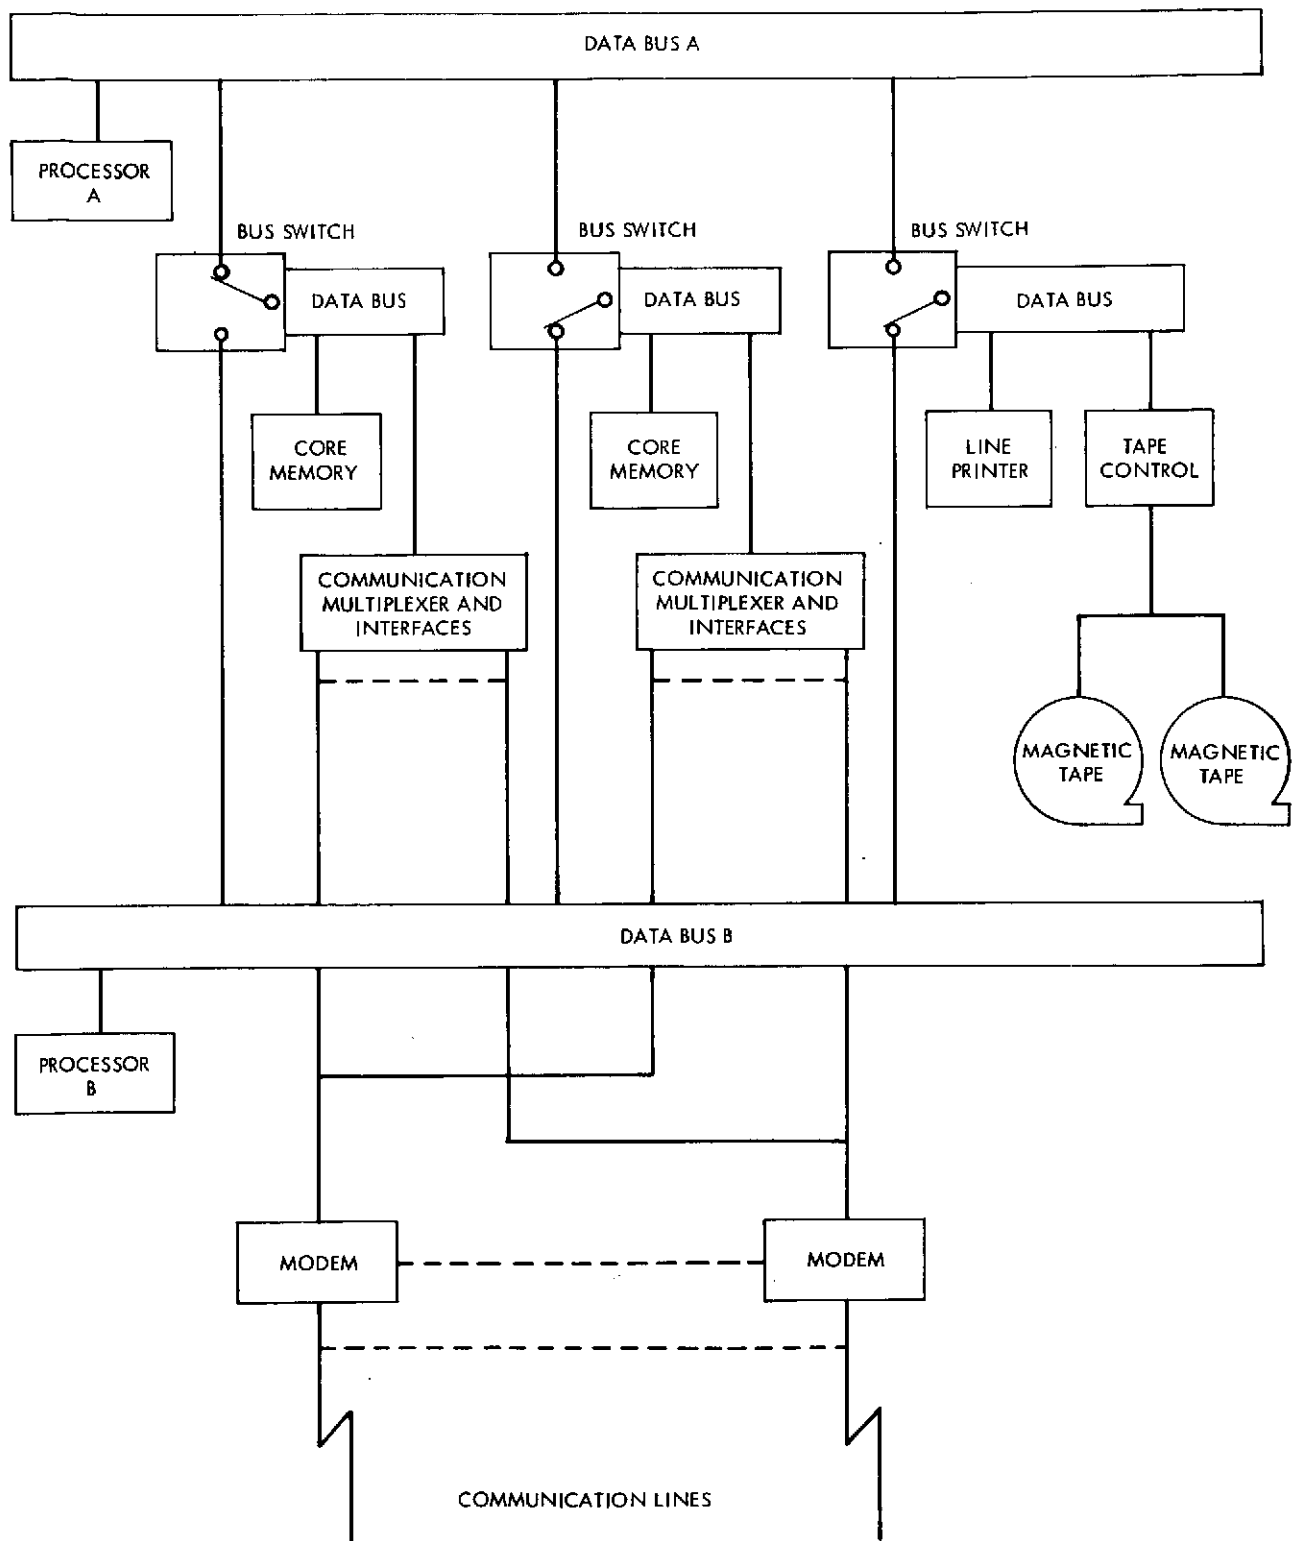 DATA BUS A
PROCESSOR
A
BUS SWITCH
BUS SWITCH
BUS SWITCH
DATA BUS
DATA BUS
DATA BUS
CORE
MEMORY
CORE
MEMORY
LINE
PRINTER
TAPE
CONTROL
COMMUNICATION
MULTIPLEXER AND
INTERFACES
COMMUNICATION
MULTIPLEXER AND
INTERFACES
MAGNETIC
TAPE
MAGNETIC
TAPE
DATA BUS B
PROCESSOR
B
MODEM
MODEM
COMMUNICATION LINES